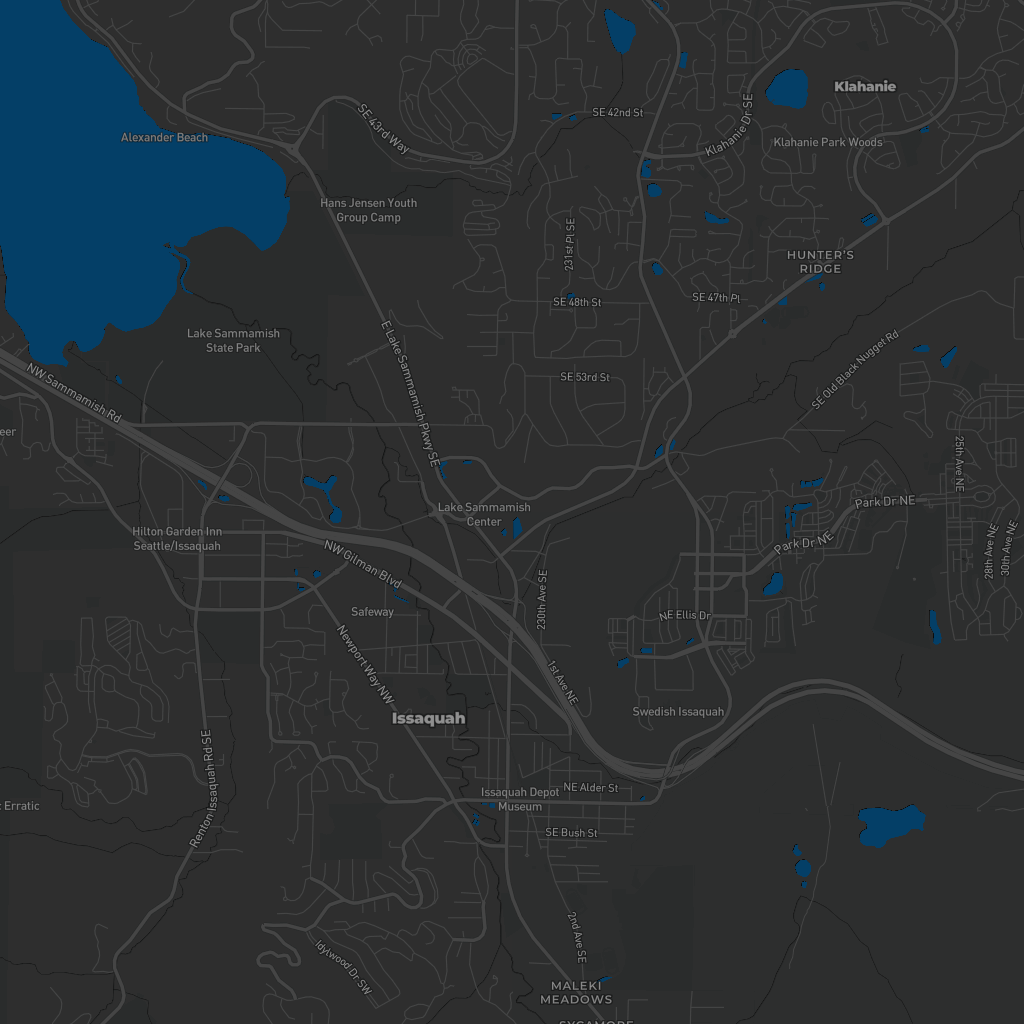 Klahanie
SE 42nd St
SE 43rd Way
Klahanie Dr SE
Alexander Beach
Klahanie Park Woods
Hans Jensen Youth
Group Camp
231st Pl SE
HUNTER'S
RIDGE
SE 47th Pl
SE 48th St
Lake Sammamish
State Park
E Lake Sammamish Pkwy SE
SE Old Black Nugget Rd
NW Sammamish Rd
SE 53rd St
eer
25th Ave NE
Park Dr NE
Lake Sammamish
Center
Hilton Garden Inn
Seattle/Issaquah
Park Dr NE
28th Ave NE
30th Ave NE
NW Gilman Blvd
230th Ave SE
Safeway
NE Ellis Dr
Newport Way NW
1st Ave NE
Issaquah
Swedish Issaquah
Renton Issaquah Rd SE
NE Alder St
Issaquah Depot
Museum
Erratic
SE Bush St
2nd Ave SE
Idylwood Dr SW
MALEKI
MEADOWS
SYCAMORE